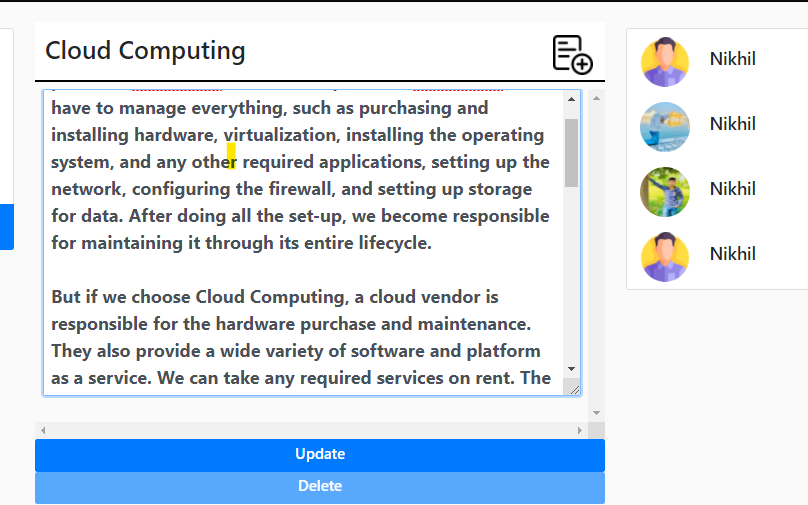 Cloud Computing
have to manage everything, such as purchasing and
installing hardware, virtualization, installing the operating
system, and any other required applications, setting up the
network, configuring the firewall, and setting up storage
for data. After doing all the set-up, we become responsible
for maintaining it through its entire lifecycle.
But if we choose Cloud Computing, a cloud vendor is
responsible for the hardware purchase and maintenance.
They also provide a wide variety of software and platform
as a service. We can take any required services on rent. The
Update
Delete
Nikhil
Nikhil
Nikhil
Nikhil